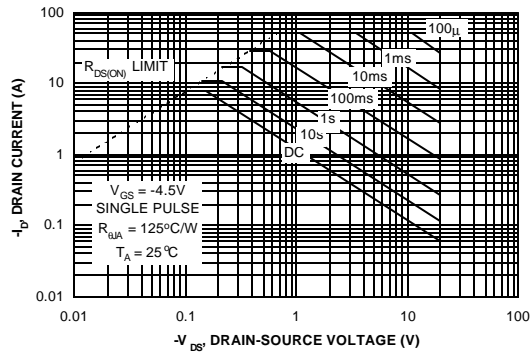 100
100µ
1ms
R_DS(ON) LIMIT
10ms
10
100ms
1s
10s
DC
1
V_GS = -4.5V
SINGLE PULSE
R_θJA = 125°C/W
T_A = 25°C
0.1
0.01
0.01 0.1 1 10 100
-I_D, DRAIN CURRENT (A)
-V_DS, DRAIN-SOURCE VOLTAGE (V)